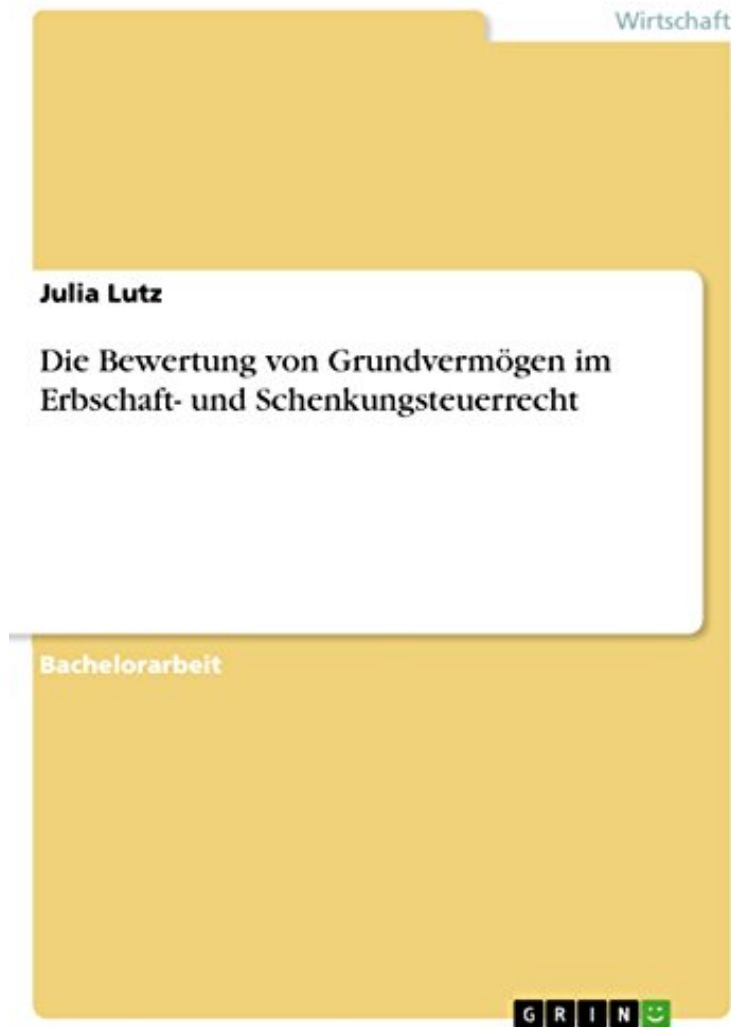 Wirtschaft
Julia Lutz
Die Bewertung von Grundvermögen im
Erbschaft- und Schenkungsteuerrecht
Bachelorarbeit
GRIN